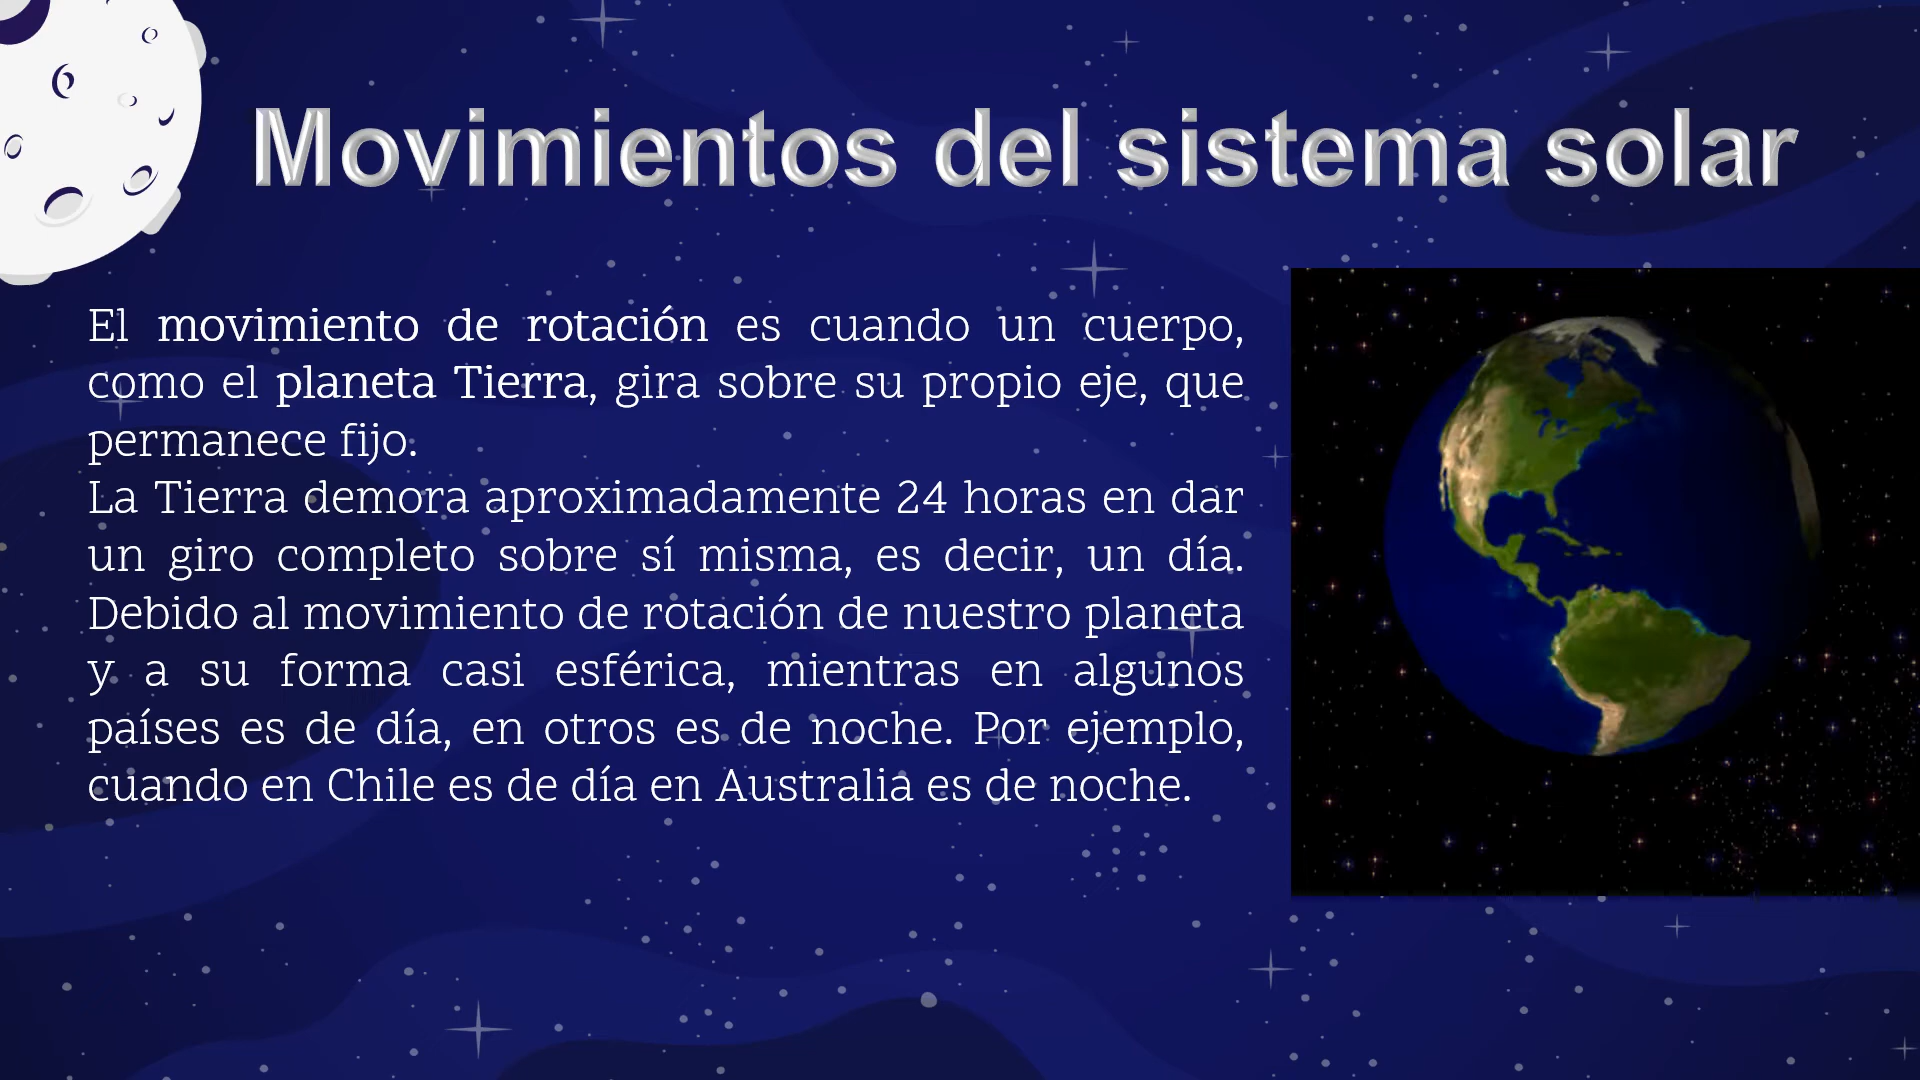 Movimientos del sistema solar
El movimiento de rotación es cuando un cuerpo,
como el planeta Tierra, gira sobre su propio eje, que
permanece fijo.
La Tierra demora aproximadamente 24 horas en dar
un giro completo sobre sí misma, es decir, un día.
Debido al movimiento de rotación de nuestro planeta
y a su forma casi esférica, mientras en algunos
países es de día, en otros es de noche. Por ejemplo,
cuando en Chile es de día en Australia es de noche.